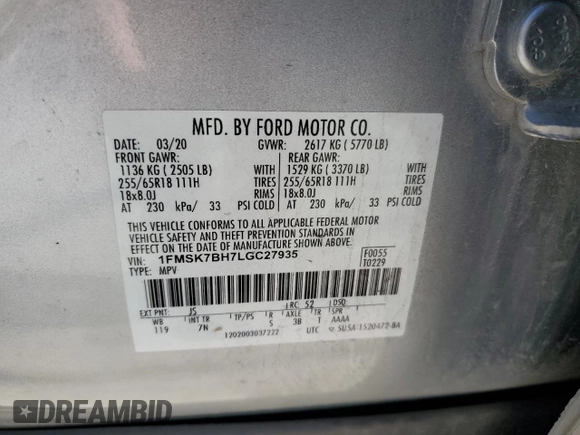 MFD. BY FORD MOTOR CO.
DATE: 03/20 GVWR: 2617 KG ( 5770 LB)
FRONT GAWR: REAR GAWR:
1136 KG ( 2505 LB) WITH 1529 KG ( 3370 LB) WITH
255/65R18 111H TIRES 255/65R18 111H TIRES
18x8.0J RIMS 18x8.0J RIMS
AT 230 kPa/ 33 PSI COLD AT 230 kPa/ 33 PSI COLD
THIS VEHICLE CONFORMS TO ALL APPLICABLE FEDERAL MOTOR
VEHICLE SAFETY AND THEFT PREVENTION STANDARDS IN
EFFECT ON THE DATE OF MANUFACTURE SHOWN ABOVE.
VIN: 1FMSK7BH7LGC27935 F0055
TYPE: MPV T0229
EXT PNT: JS RC: 52 DSO:
WB INT TR TP/PS R AXLE TR SPR
119 7N S 3B 1 AAAA
1202003037222 UTC
DREAMBID